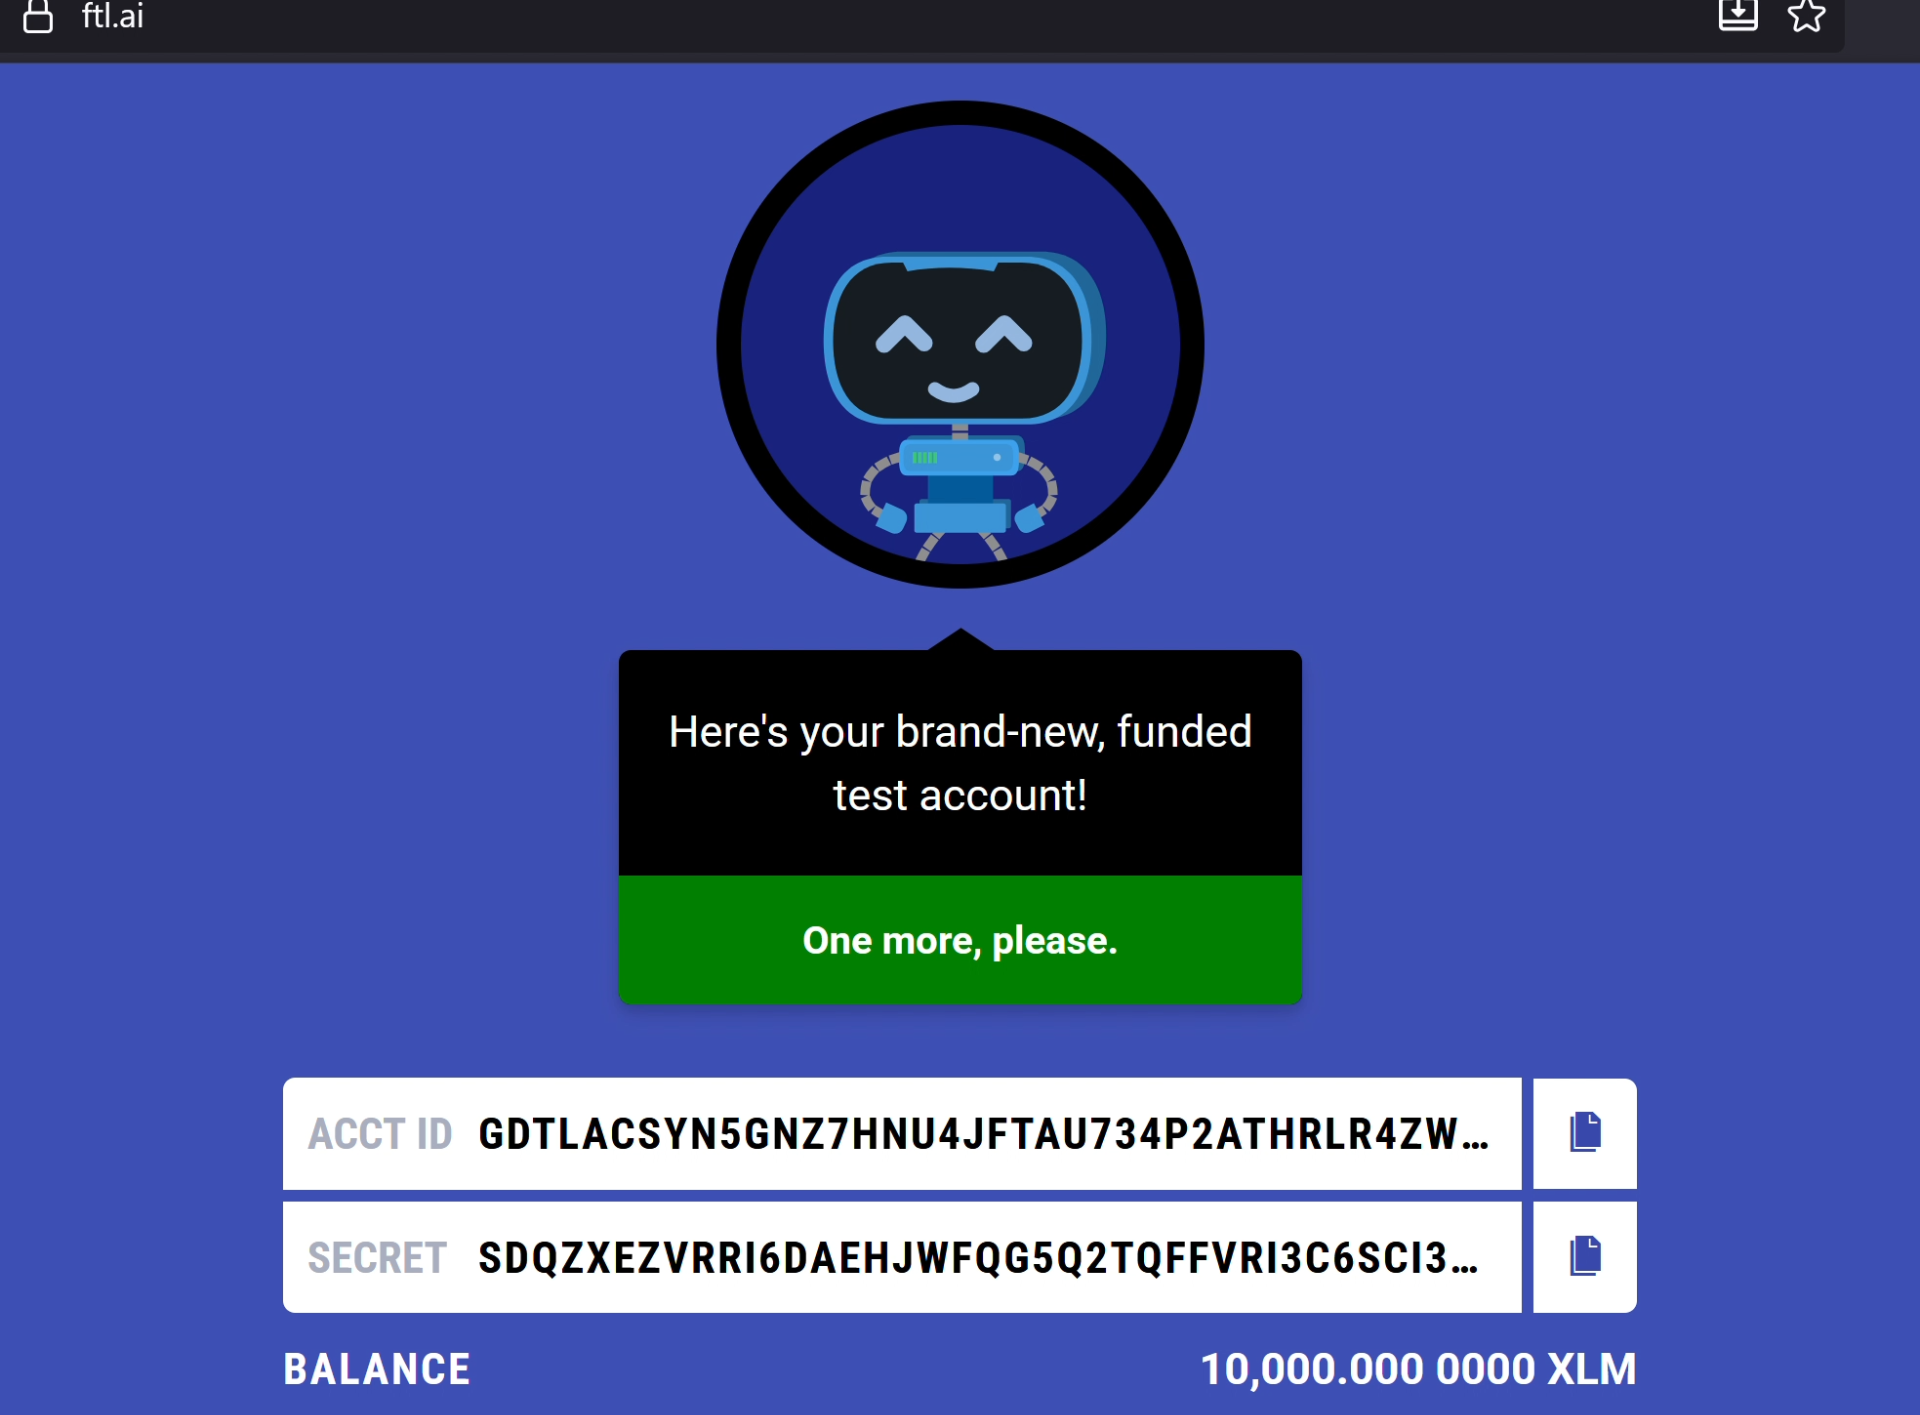 ftl.ai
Here's your brand-new, funded
test account!
One more, please.
ACCT ID GDTLACSYN5GNZ7HNU4JFTAU734P2ATHRLR4ZW...
SECRET SDQZXEZVRRI6DAEHJWFQG5Q2TQFFVRI3C6SCI3...
BALANCE 10,000.000 0000 XLM